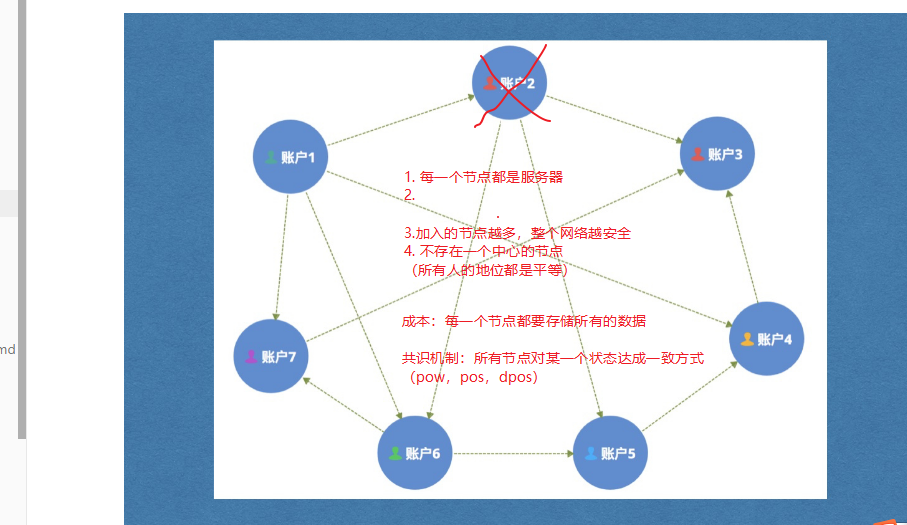 账户2
账户1
账户3
1. 每一个节点都是服务器
2.
3.加入的节点越多，整个网络越安全
4. 不存在一个中心的节点
（所有人的地位都是平等）
成本：每一个节点都要存储所有的数据
账户4
md
账户7
共识机制：所有节点对某一个状态达成一致方式
（pow，pos，dpos）
账户6
账户5